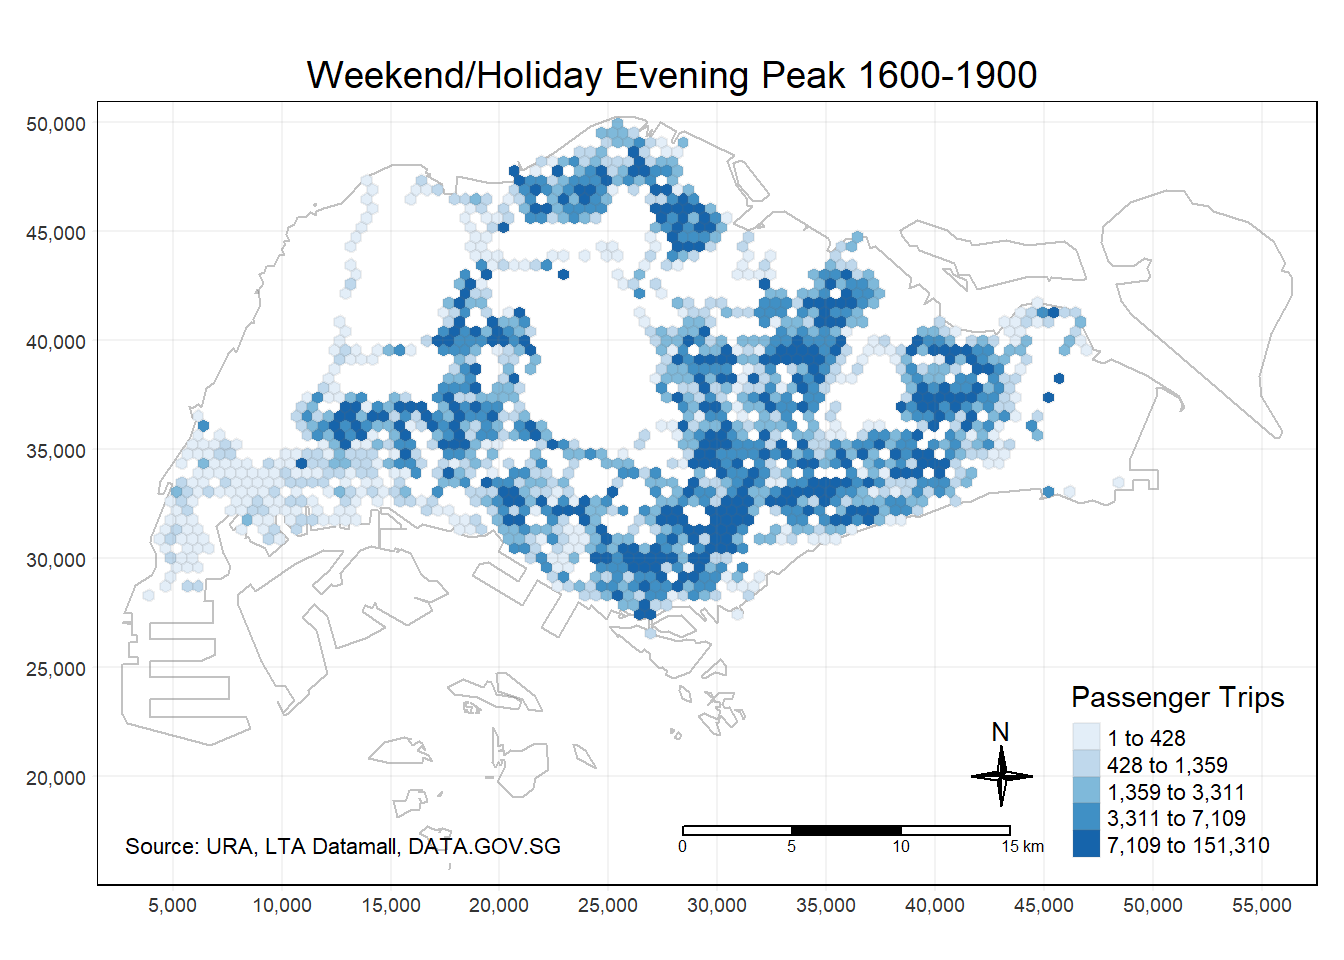 Weekend/Holiday Evening Peak 1600-1900
50,000
45,000
40,000
35,000
30,000
25,000
20,000
Passenger Trips
1 to 428
428 to 1,359
1,359 to 3,311
3,311 to 7,109
7,109 to 151,310
N
0 5 10 15 km
Source: URA, LTA Datamall, DATA.GOV.SG
5,000 10,000 15,000 20,000 25,000 30,000 35,000 40,000 45,000 50,000 55,000